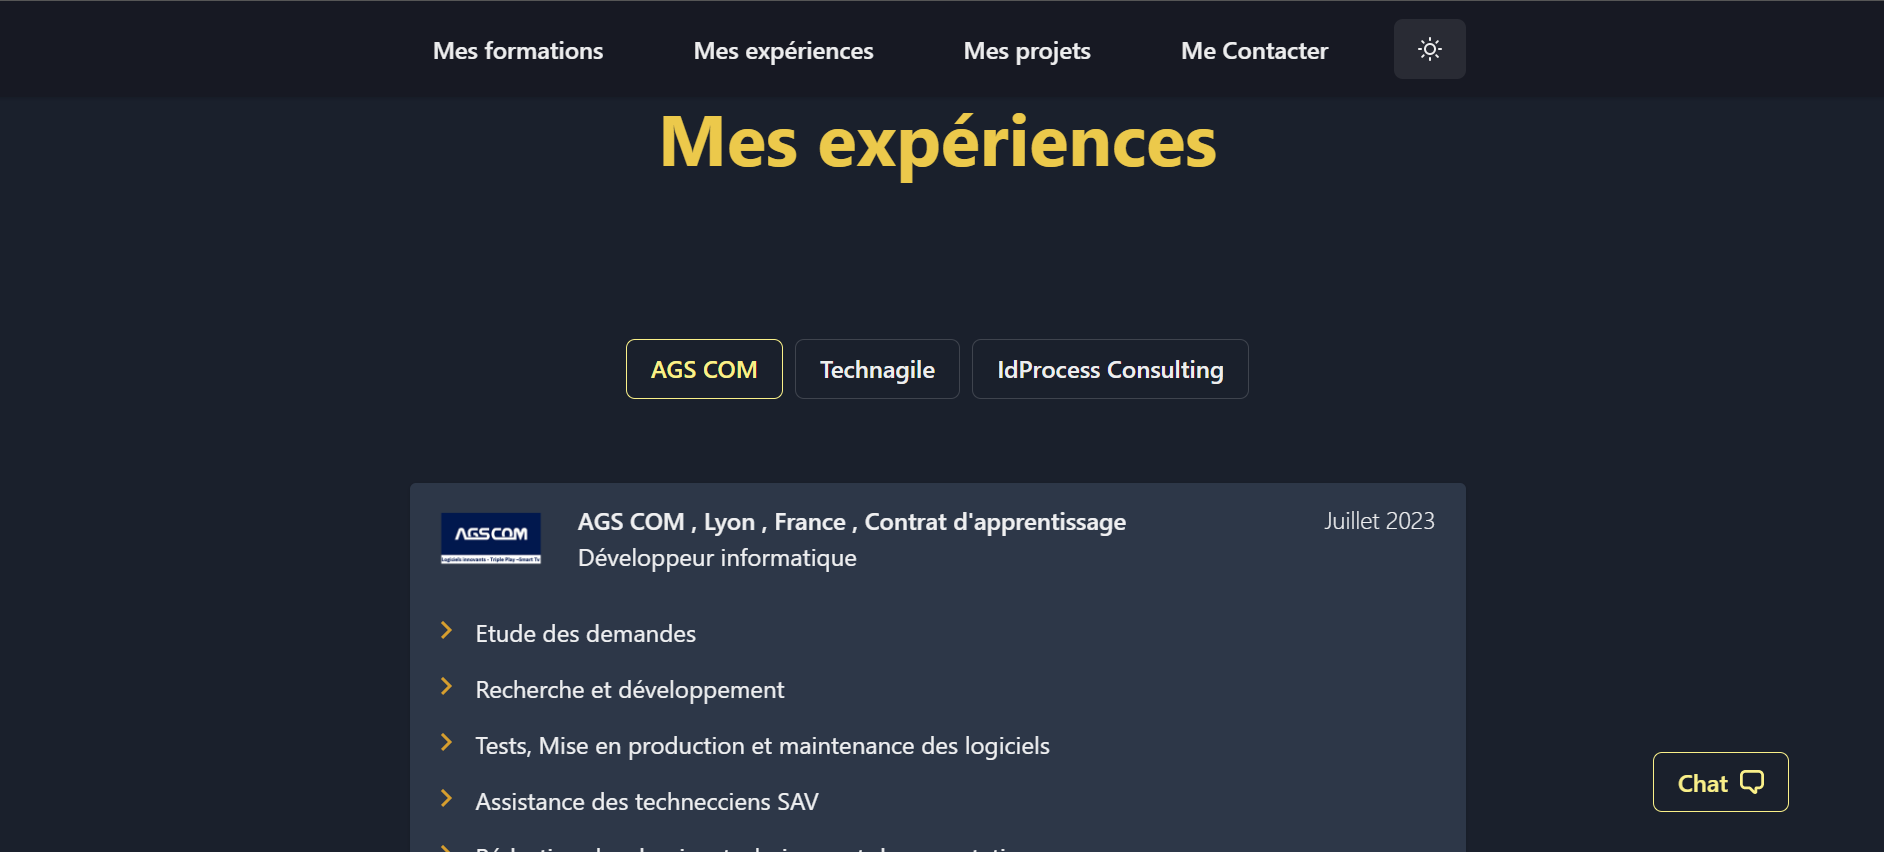 Mes formations
Mes expériences
Mes projets
Me Contacter
Mes expériences
AGS COM
Technagile
IdProcess Consulting
AGSCOM
Logiciels innovants - Triple Play -Smart Tv
AGS COM , Lyon , France , Contrat d'apprentissage
Juillet 2023
Développeur informatique
Etude des demandes
Recherche et développement
Tests, Mise en production et maintenance des logiciels
Assistance des technecciens SAV
Chat